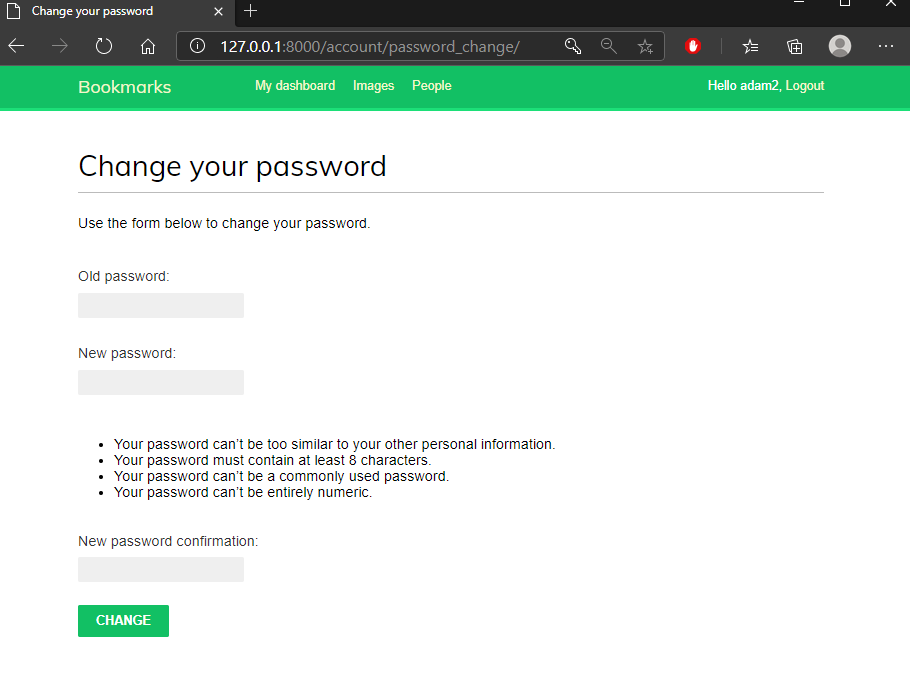 Change your password
127.0.0.1:8000/account/password_change/
Bookmarks My dashboard Images People Hello adam2, Logout
Change your password
Use the form below to change your password.
Old password:
New password:
Your password can't be too similar to your other personal information.
Your password must contain at least 8 characters.
Your password can't be a commonly used password.
Your password can't be entirely numeric.
New password confirmation:
CHANGE